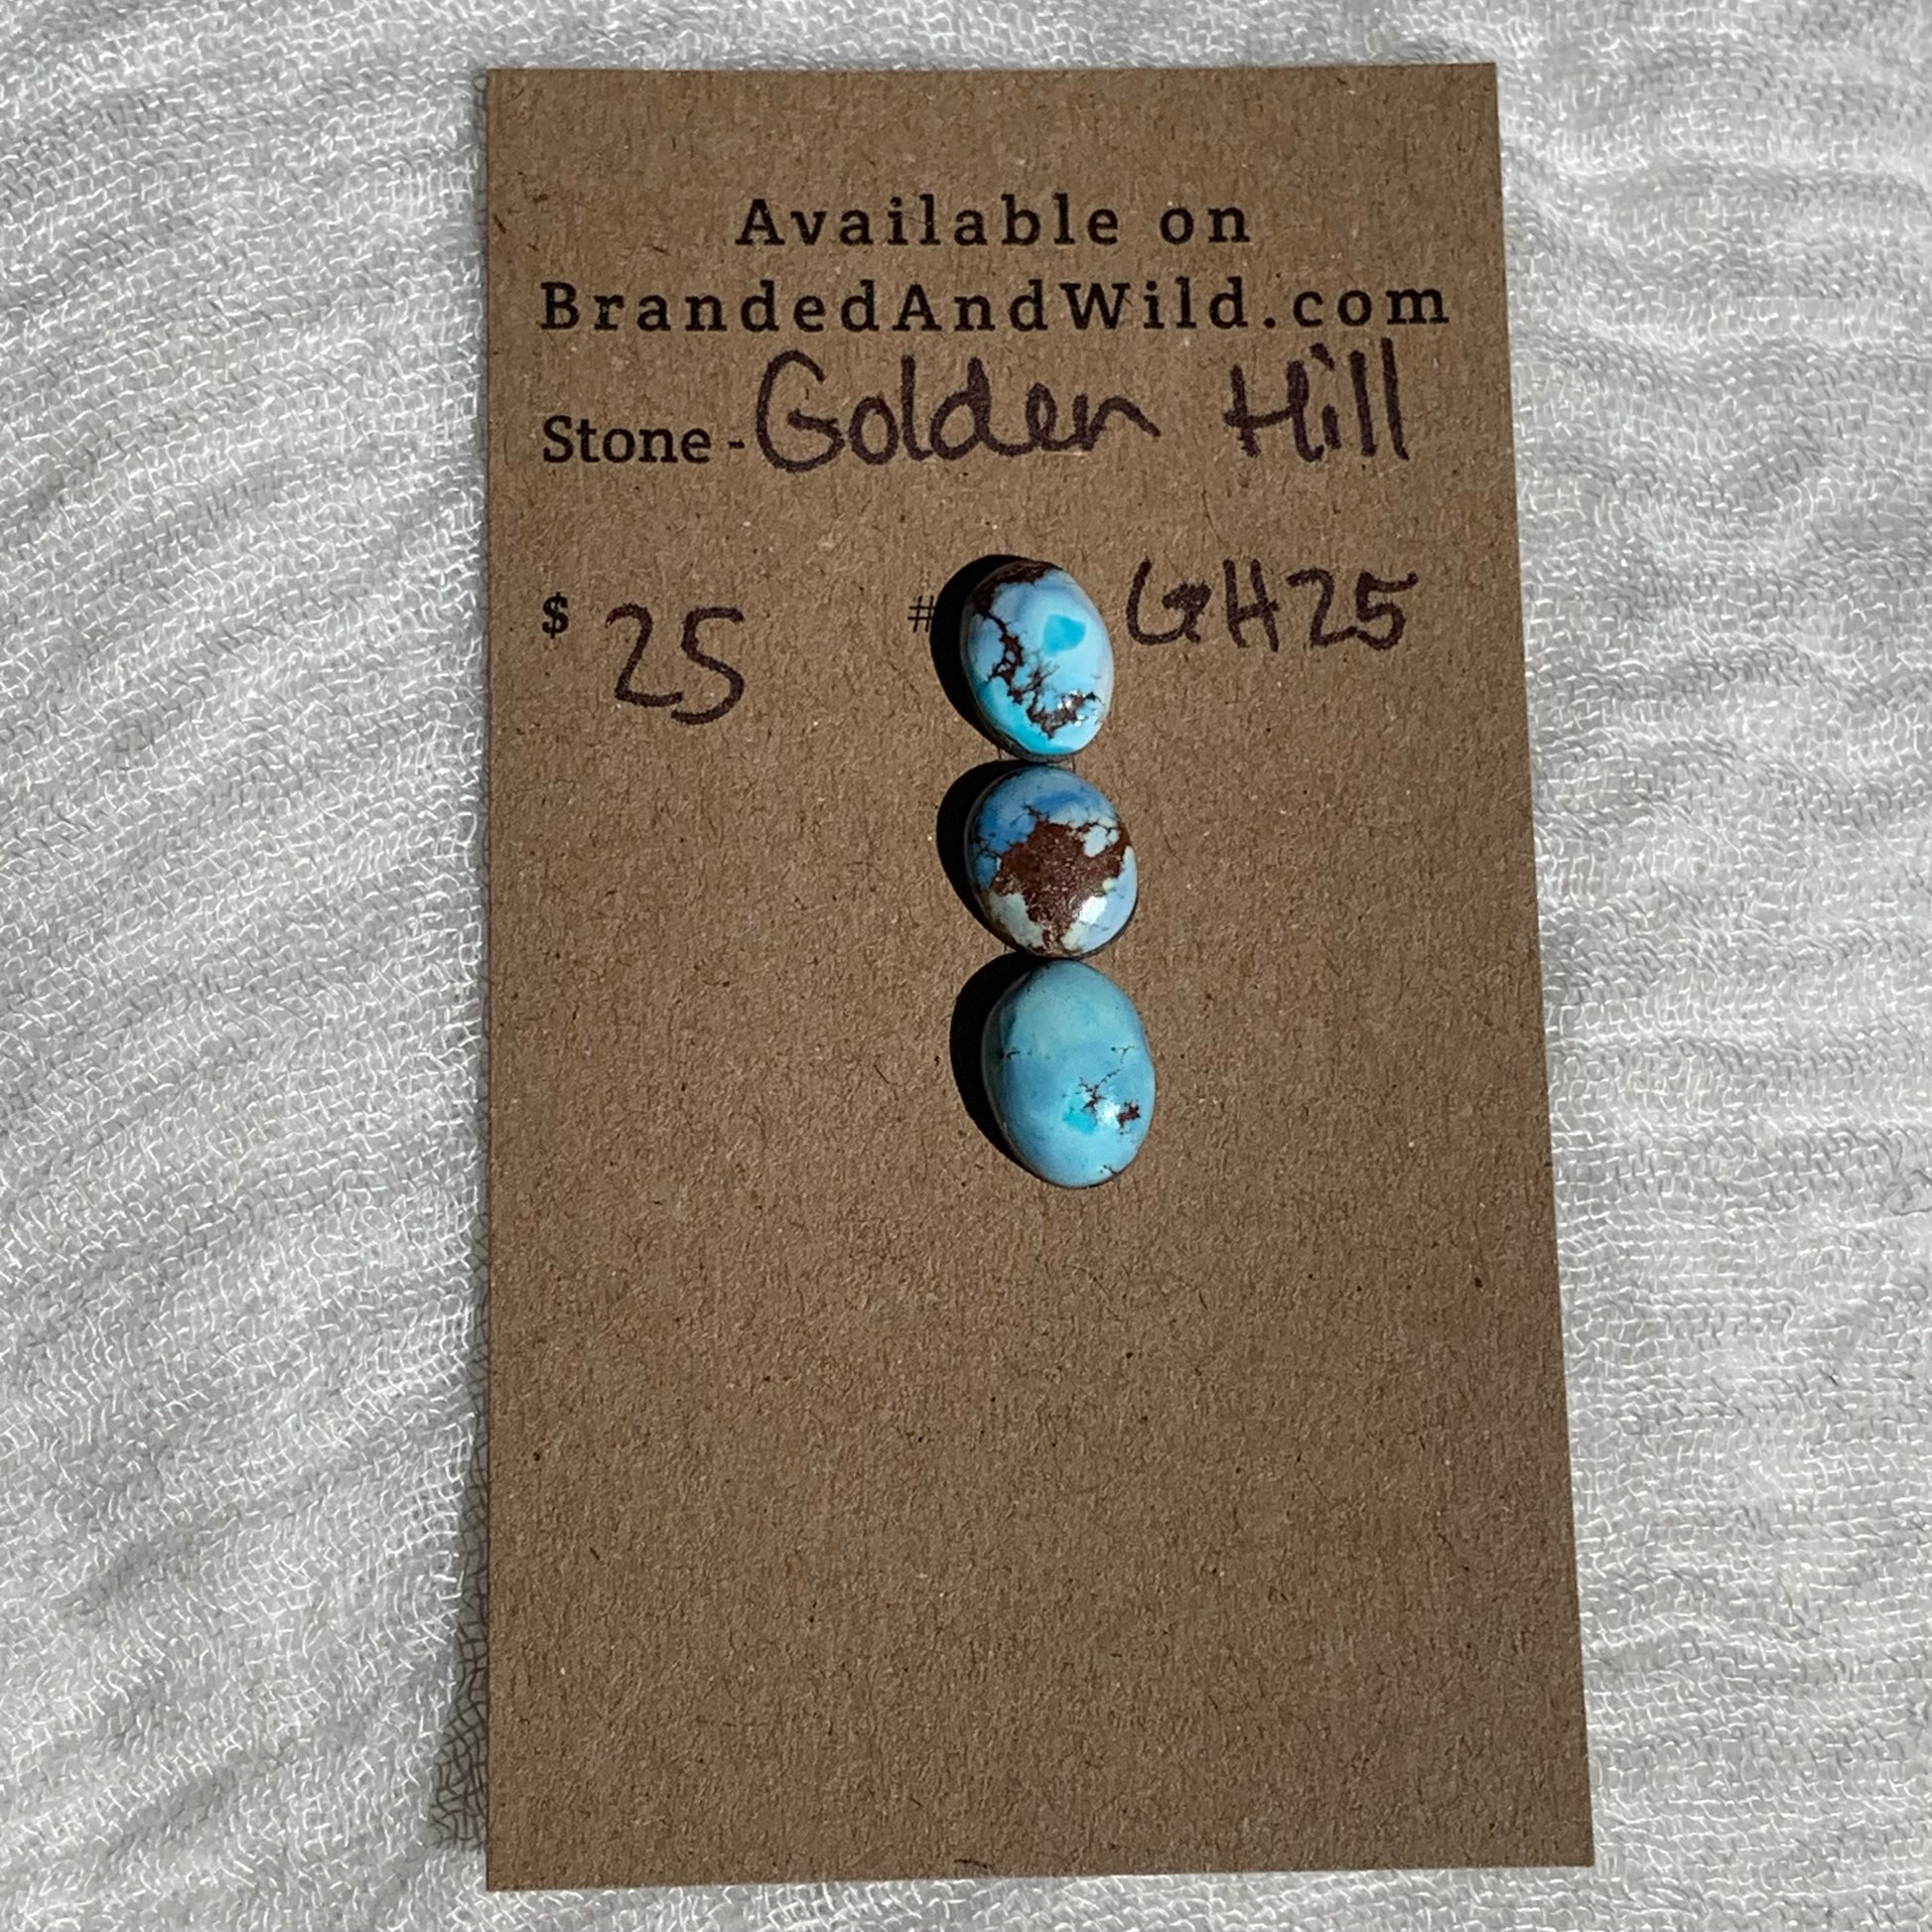 Available on
BrandedAndWild.com
Stone - Golden Hill
$ 25 # GH25